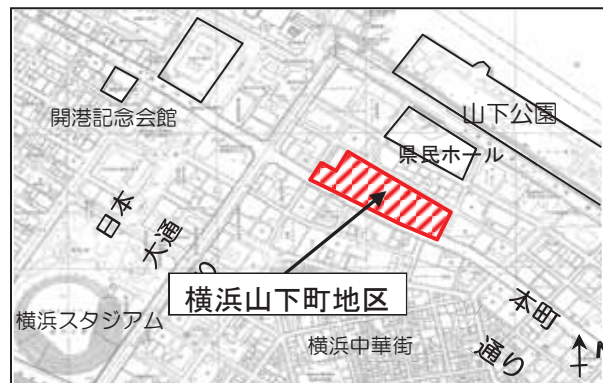 開港記念会館
山下公園
県民ホール
日本
大通
り
横浜山下町地区
横浜スタジアム
横浜中華街
本町
通り
N